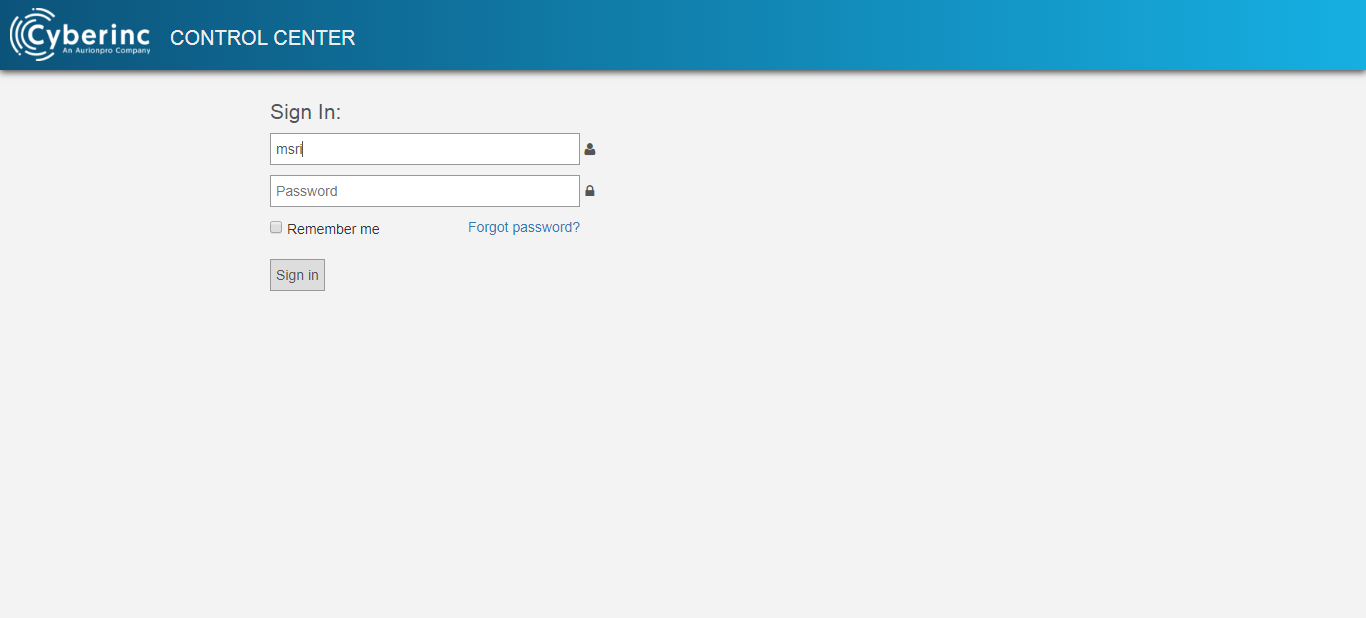 Cyberinc
An Aurionpro Company
CONTROL CENTER
Sign In:
msri
Password
Remember me
Forgot password?
Sign in